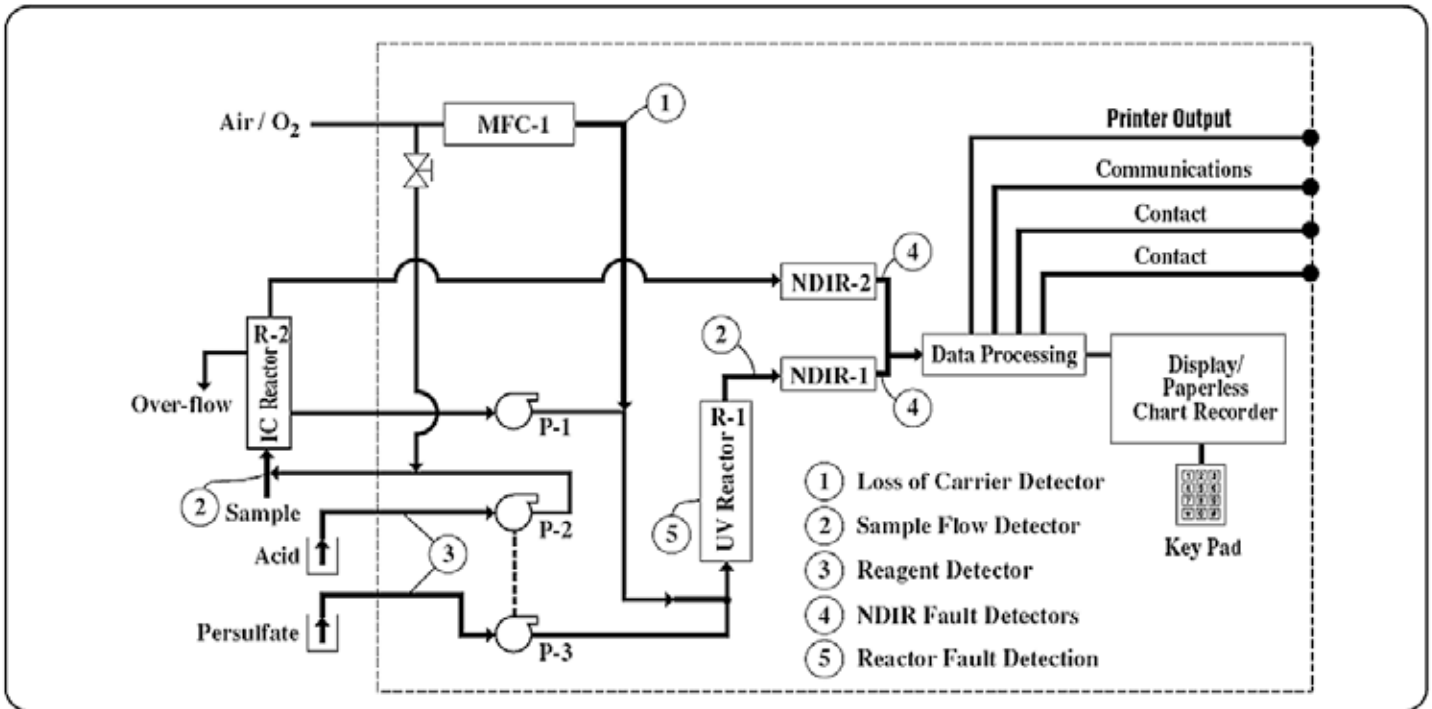 Air / O2
MFC-1
1
Printer Output
Communications
Contact
Contact
4
NDIR-2
R-2
IC Reactor
2
NDIR-1
Data Processing
Display/
Paperless
Chart Recorder
4
Over-flow
P-1
R-1
UV Reactor
2
Sample
P-2
5
Acid
3
Persulfate
P-3
1 Loss of Carrier Detector
2 Sample Flow Detector
3 Reagent Detector
4 NDIR Fault Detectors
5 Reactor Fault Detection
Key Pad